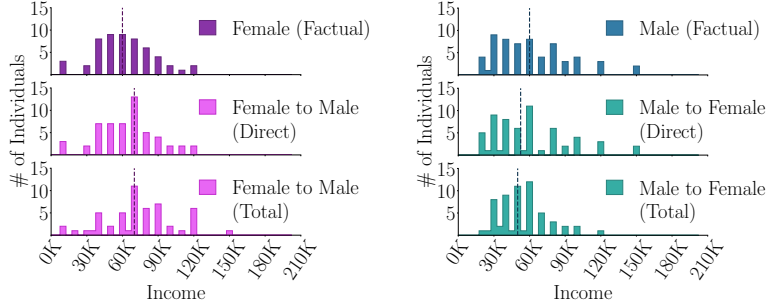 15
10
5
Female (Factual)
15
10
5
Female to Male
(Direct)
15
10
5
Female to Male
(Total)
# of Individuals
0K
30K
60K
90K
120K
150K
180K
210K
Income
15
10
5
Male (Factual)
15
10
5
Male to Female
(Direct)
15
10
5
Male to Female
(Total)
# of Individuals
0K
30K
60K
90K
120K
150K
180K
210K
Income